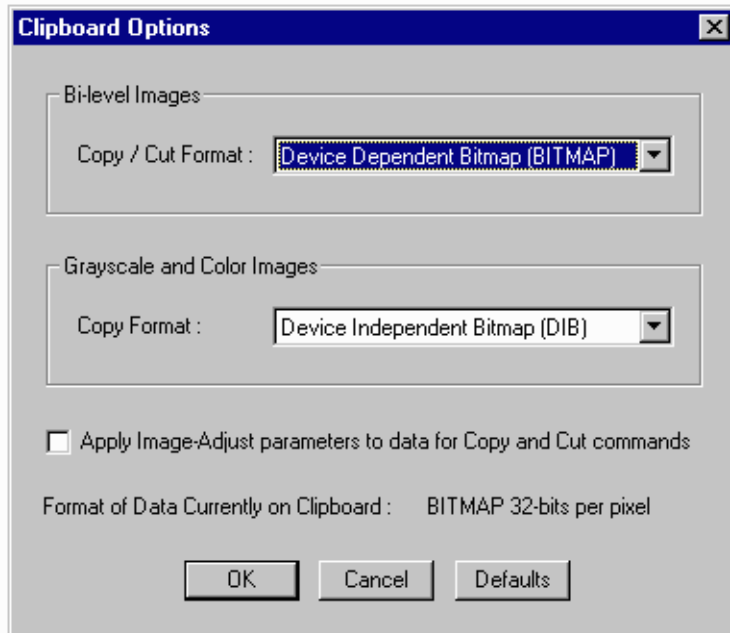 Clipboard Options
Bi-level Images
Copy / Cut Format : Device Dependent Bitmap (BITMAP)
Grayscale and Color Images
Copy Format : Device Independent Bitmap (DIB)
Apply Image-Adjust parameters to data for Copy and Cut commands
Format of Data Currently on Clipboard : BITMAP 32-bits per pixel
OK Cancel Defaults